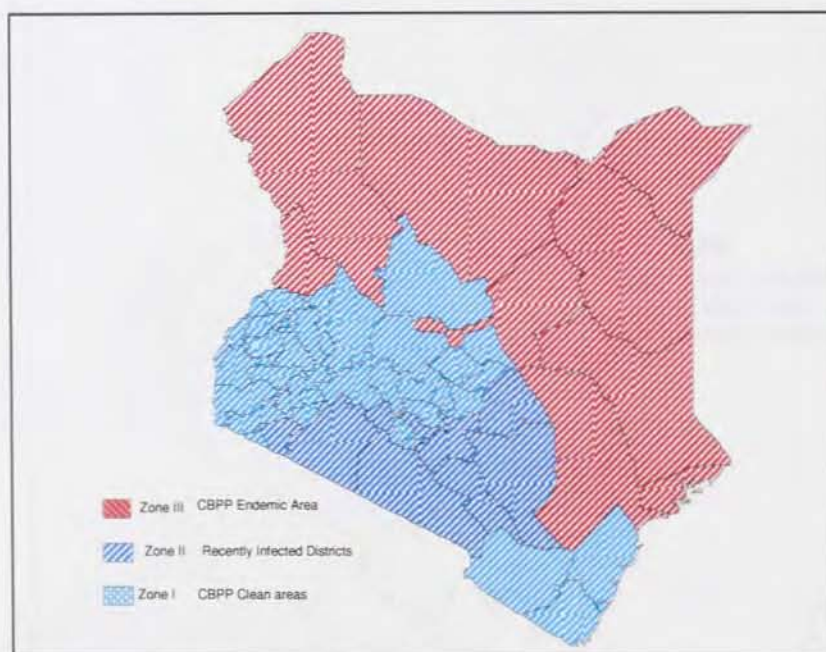 Zone III CBPP Endemic Area
Zone II Recently Infected Districts
Zone I CBPP Clean areas